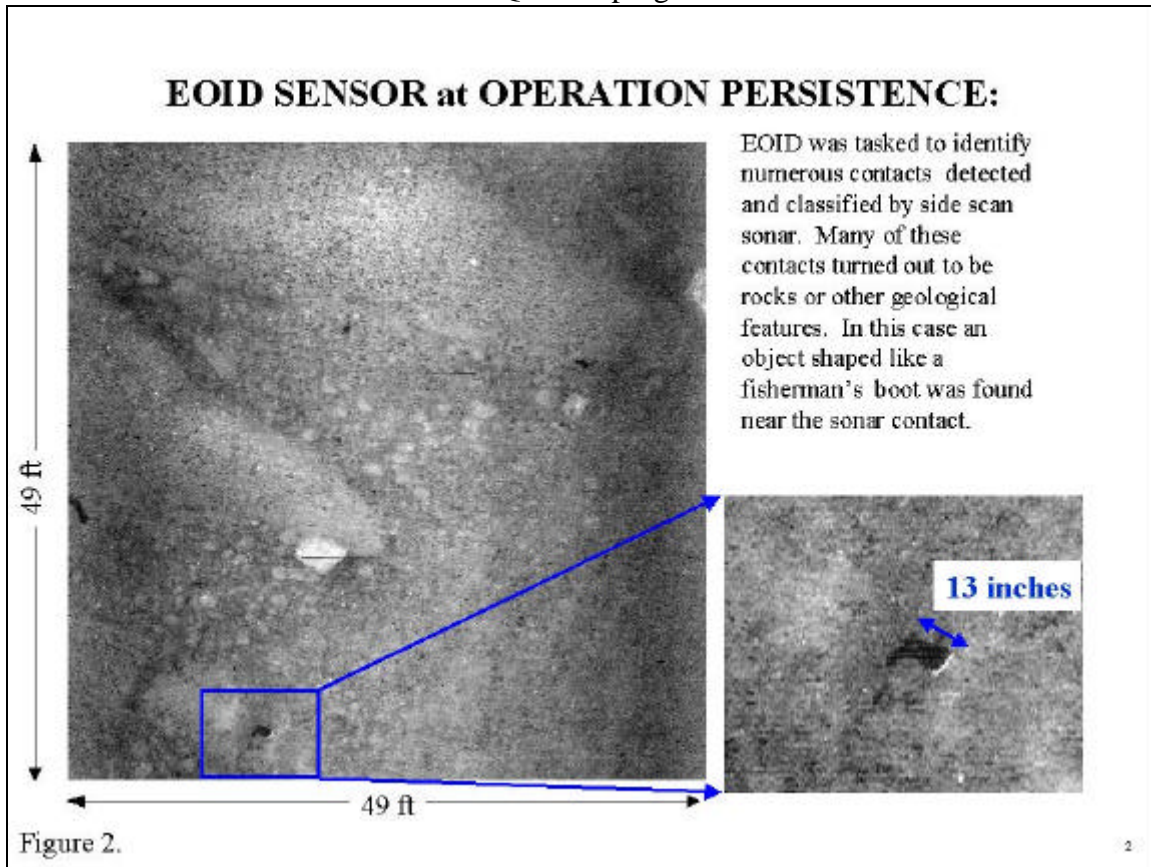 EOID SENSOR at OPERATION PERSISTENCE:
EOID was tasked to identify
numerous contacts detected
and classified by side scan
sonar. Many of these
contacts turned out to be
rocks or other geological
features. In this case an
object shaped like a
fisherman's boot was found
near the sonar contact.
49 ft
13 inches
49 ft
Figure 2.
2